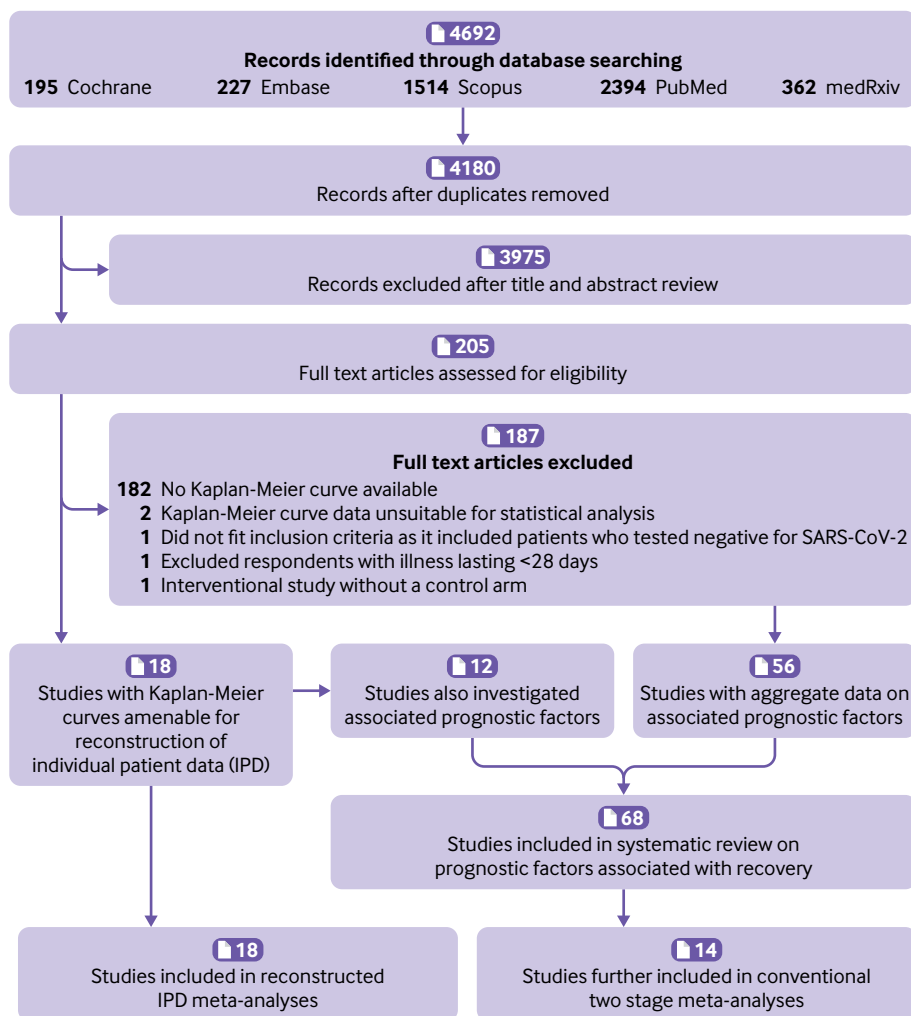 4692
Records identified through database searching
195 Cochrane 227 Embase 1514 Scopus 2394 PubMed 362 medRxiv
4180
Records after duplicates removed
3975
Records excluded after title and abstract review
205
Full text articles assessed for eligibility
187
Full text articles excluded
182 No Kaplan-Meier curve available
2 Kaplan-Meier curve data unsuitable for statistical analysis
1 Did not fit inclusion criteria as it included patients who tested negative for SARS-CoV-2
1 Excluded respondents with illness lasting <28 days
1 Interventional study without a control arm
18
Studies with Kaplan-Meier
curves amenable for
reconstruction of
individual patient data (IPD)
12
Studies also investigated
associated prognostic factors
56
Studies with aggregate data on
associated prognostic factors
68
Studies included in systematic review on
prognostic factors associated with recovery
18
Studies included in reconstructed
IPD meta-analyses
14
Studies further included in conventional
two stage meta-analyses